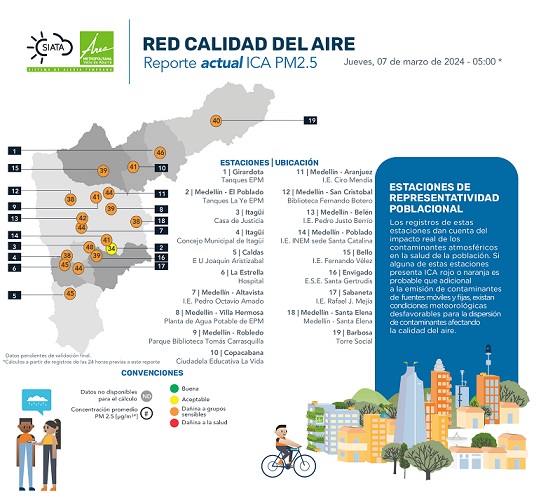 SIATA
SISTEMA DE ALERTA TEMPRANA
Area
METROPOLITANA
Valle de Aburrá
RED CALIDAD DEL AIRE
Reporte actual ICA PM2.5
Jueves, 07 de marzo de 2024 - 05:00 *
40
19
1
46
15
39
41
10
12
38
44
41
11
9
39
8
13
42
38
18
14
42
7
41
3
48
34
2
4
38
39
16
6
45
44
17
5
45
ESTACIONES | UBICACIÓN
1 | Girardota
Tanques EPM
2 | Medellín - El Poblado
Tanques La Ye EPM
3 | Itagüí
Casa de Justicia
4 | Itagüí
Concejo Municipal de Itagüí
5 | Caldas
E U Joaquín Aristizabal
6 | La Estrella
Hospital
7 | Medellín - Altavista
I.E. Pedro Octavio Amado
8 | Medellín - Villa Hermosa
Planta de Agua Potable de EPM
9 | Medellín - Robledo
Parque Biblioteca Tomás Carrasquilla
10 | Copacabana
Ciudadela Educativa La Vida
11 | Medellín - Aranjuez
I.E. Ciro Mendía
12 | Medellín - San Cristobal
Biblioteca Fernando Botero
13 | Medellín - Belén
I.E. Pedro Justo Berrio
14 | Medellín - Poblado
I.E. INEM sede Santa Catalina
15 | Bello
I.E. Fernando Vélez
16 | Envigado
E.S.E. Santa Gertrudis
17 | Sabaneta
I.E. Rafael J. Mejía
18 | Medellín - Santa Elena
Medellín - Santa Elena
19 | Barbosa
Torre Social
ESTACIONES DE
REPRESENTATIVIDAD
POBLACIONAL
Los registros de estas
estaciones dan cuenta del
impacto real de los
contaminantes atmosféricos
en la salud de la población. Si
alguna de estas estaciones
presenta ICA rojo o naranja es
probable que adicional
a la emisión de contaminantes
de fuentes móviles y fijas, existan
condiciones meteorológicas
desfavorables para la dispersión
de contaminantes afectando
la calidad del aire.
Datos pendientes de validación final.
*Cálculos a partir de registros de las 24 horas previas a este reporte
CONVENCIONES
Datos no disponibles
para el cálculo
ND
Concentración promedio
PM 2.5 [µg/m³*]
#
Buena
Aceptable
Dañina a grupos
sensibles
Dañina a la salud